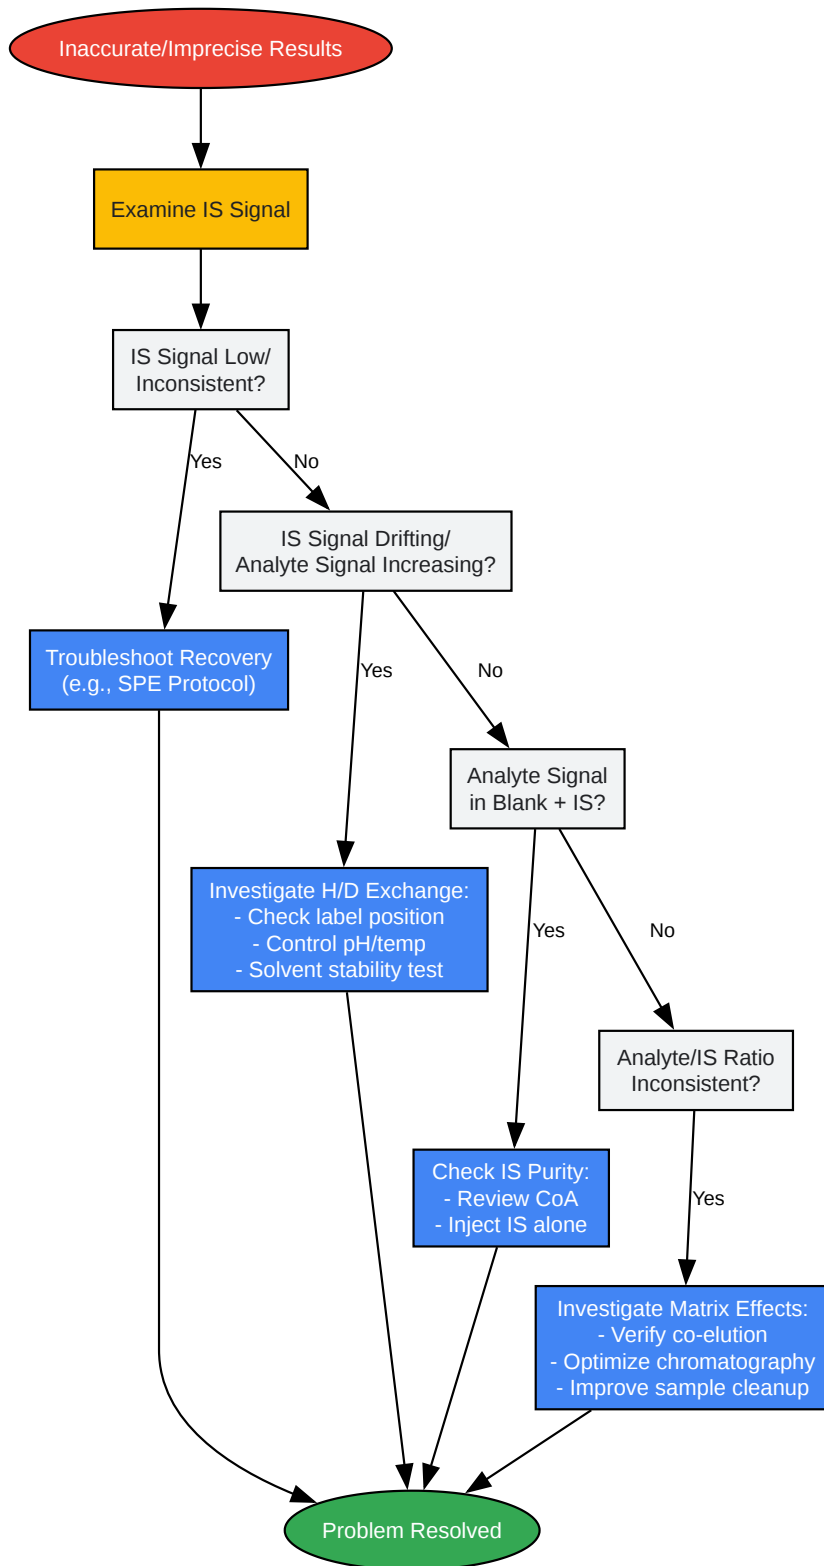 Inaccurate/Imprecise Results
Examine IS Signal
IS Signal Low/
Inconsistent?
Yes
No
IS Signal Drifting/
Analyte Signal Increasing?
Troubleshoot Recovery
(e.g., SPE Protocol)
Yes
No
Analyte Signal
in Blank + IS?
Investigate H/D Exchange:
- Check label position
- Control pH/temp
- Solvent stability test
Yes
No
Analyte/IS Ratio
Inconsistent?
Check IS Purity:
- Review CoA
- Inject IS alone
Yes
Investigate Matrix Effects:
- Verify co-elution
- Optimize chromatography
- Improve sample cleanup
Problem Resolved